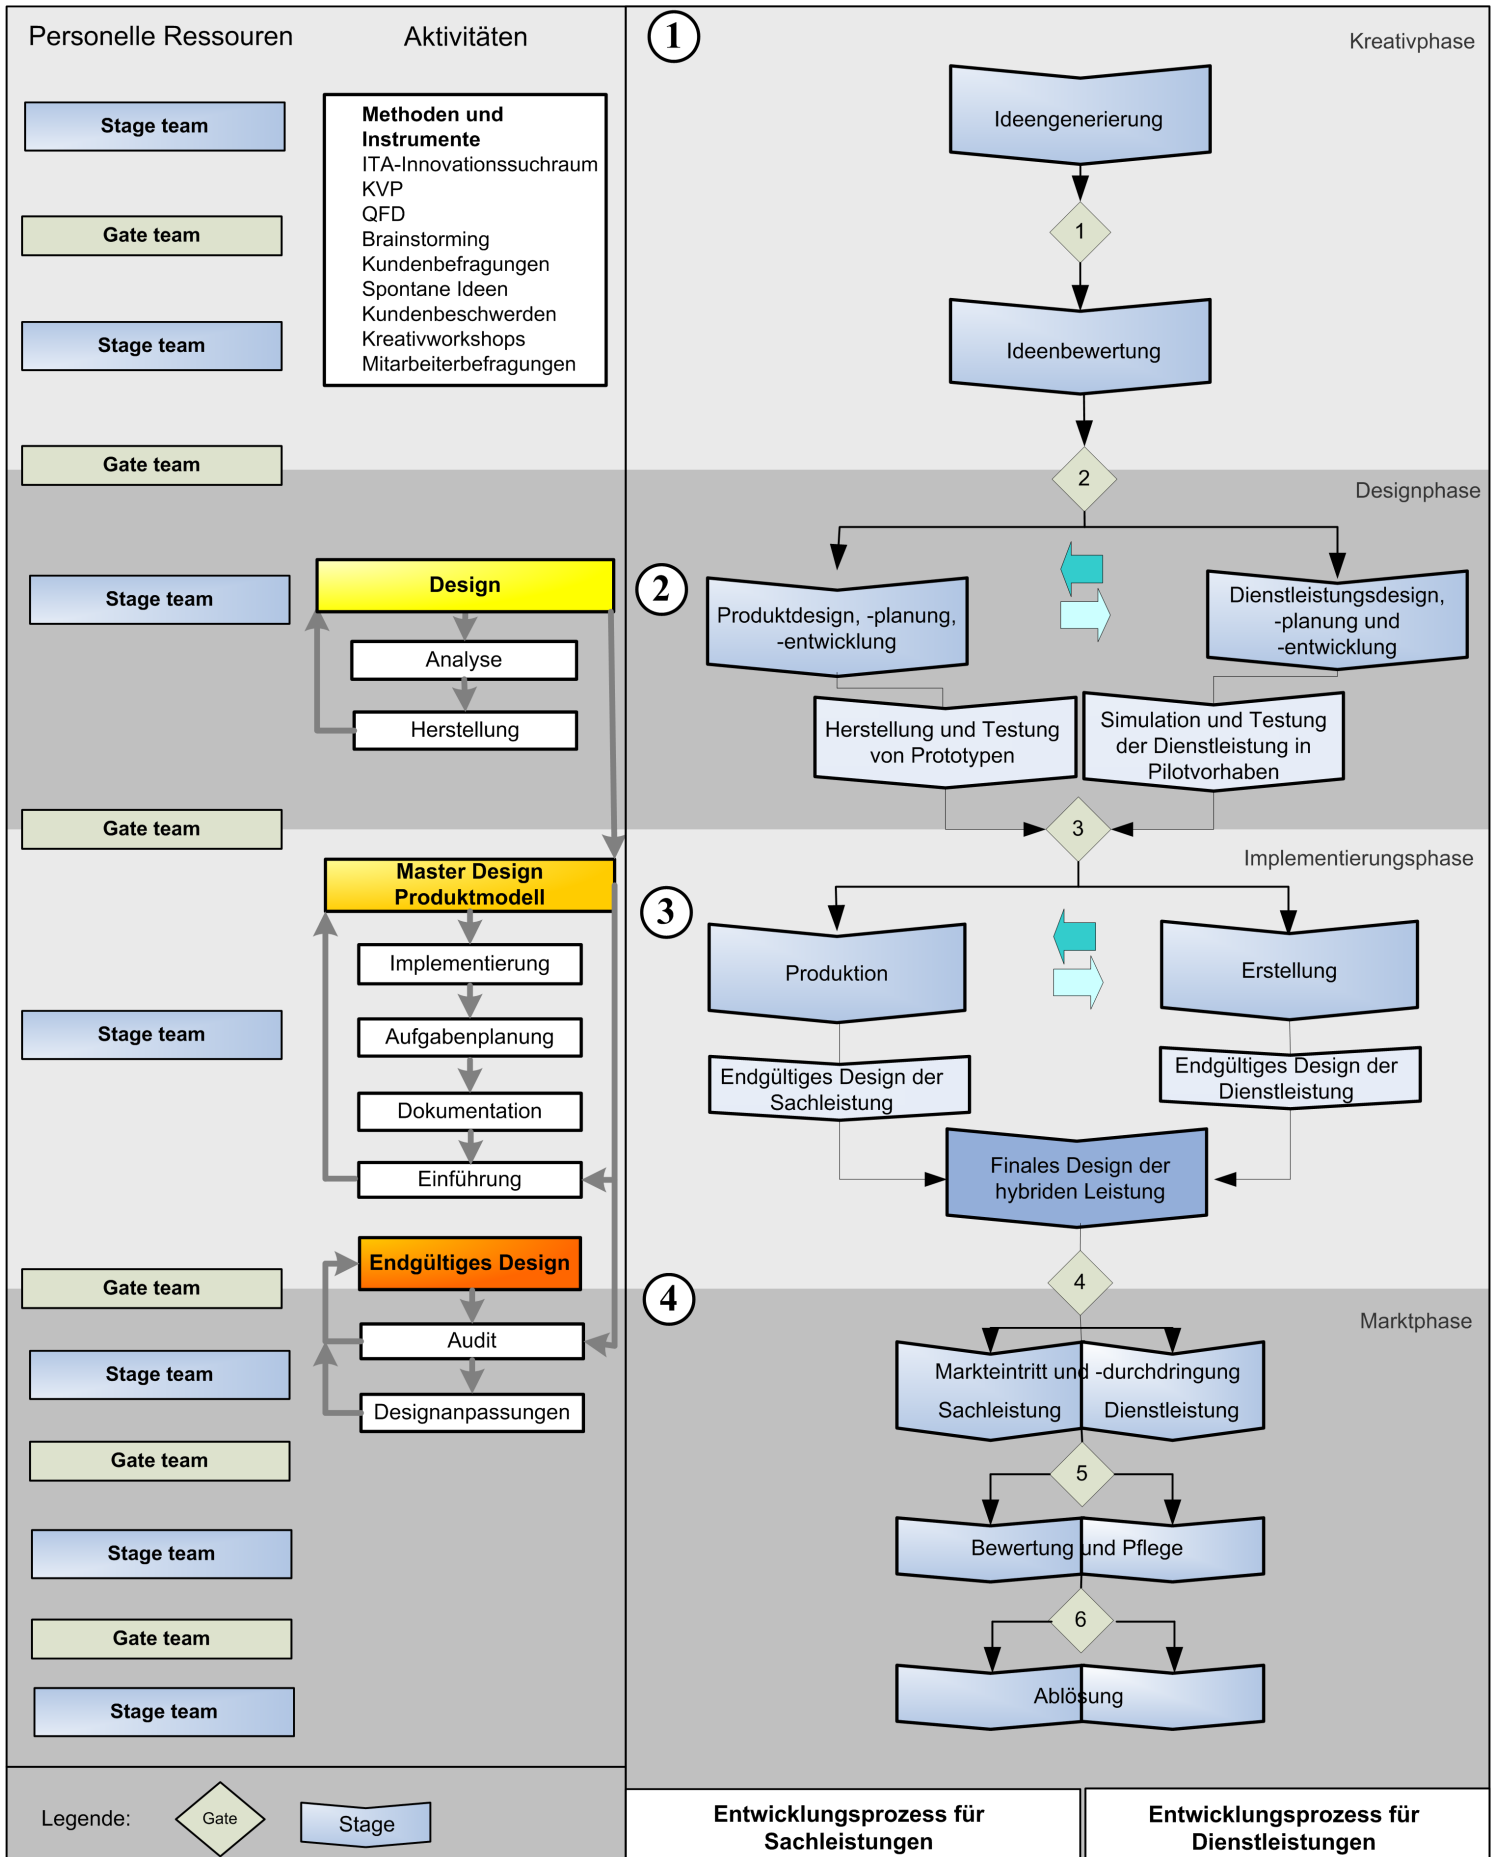 Personelle Ressouren
Aktivitäten
1
Kreativphase
Stage team
Gate team
Stage team
Gate team
Methoden und
Instrumente
ITA-Innovationssuchraum
KVP
QFD
Brainstorming
Kundenbefragungen
Spontane Ideen
Kundenbeschwerden
Kreativworkshops
Mitarbeiterbefragungen
Ideengenerierung
1
Ideenbewertung
2
Designphase
Stage team
Gate team
Design
Analyse
Herstellung
2
Produktdesign, -planung,
-entwicklung
Dienstleistungsdesign,
-planung und
-entwicklung
Herstellung und Testung
von Prototypen
Simulation und Testung
der Dienstleistung in
Pilotvorhaben
3
Implementierungsphase
Stage team
Gate team
Master Design
Produktmodell
Implementierung
Aufgabenplanung
Dokumentation
Einführung
3
Produktion
Erstellung
Endgültiges Design der
Sachleistung
Endgültiges Design der
Dienstleistung
Finales Design der
hybriden Leistung
4
Endgültiges Design
Audit
Designanpassungen
4
Marktphase
Stage team
Gate team
Stage team
Gate team
Stage team
Markteintritt und -durchdringung
Sachleistung
Dienstleistung
5
Bewertung und Pflege
6
Ablösung
Legende:
Gate
Stage
Entwicklungsprozess für
Sachleistungen
Entwicklungsprozess für
Dienstleistungen